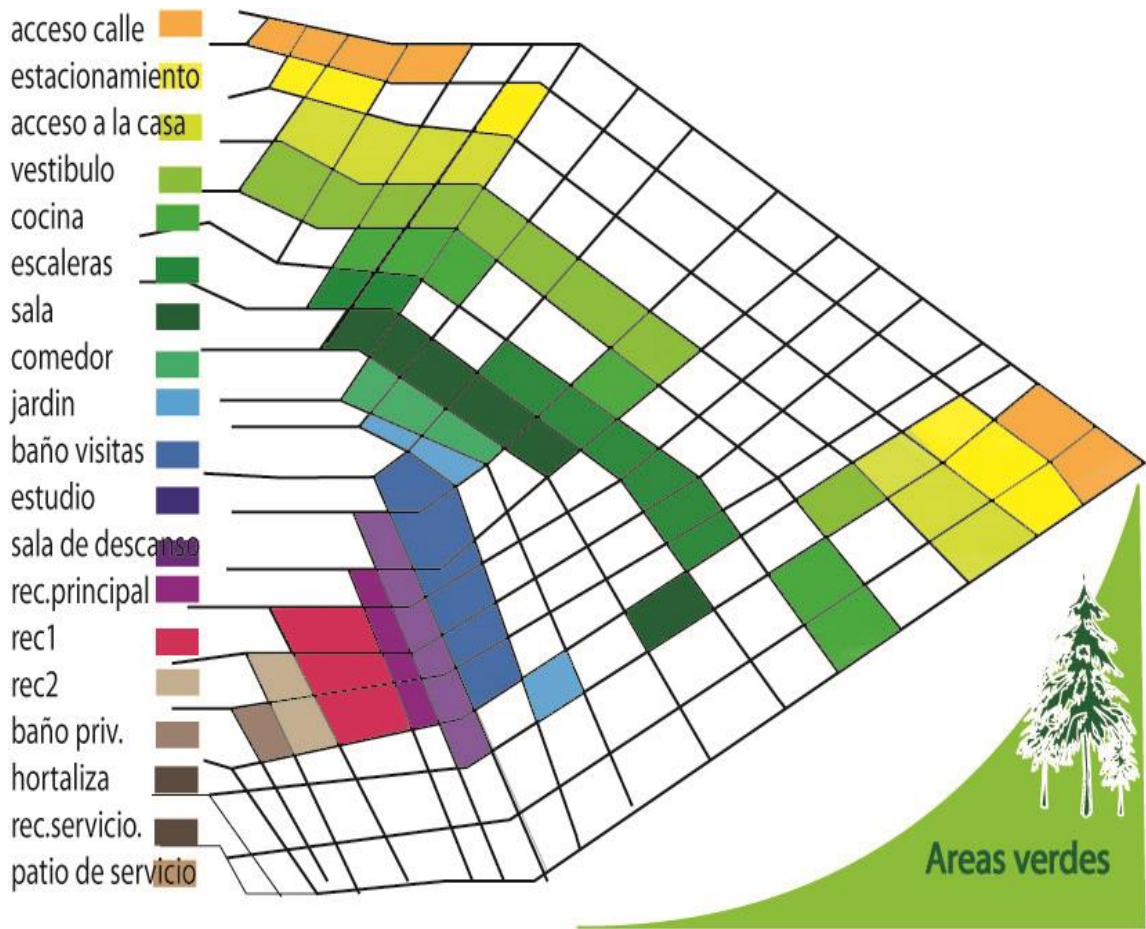 acceso calle
estacionamiento
acceso a la casa
vestibulo
cocina
escaleras
sala
comedor
jardin
baño visitas
estudio
sala de descanso
rec.principal
rec1
rec2
baño priv.
hortaliza
rec.servicio.
patio de servicio
Areas verdes